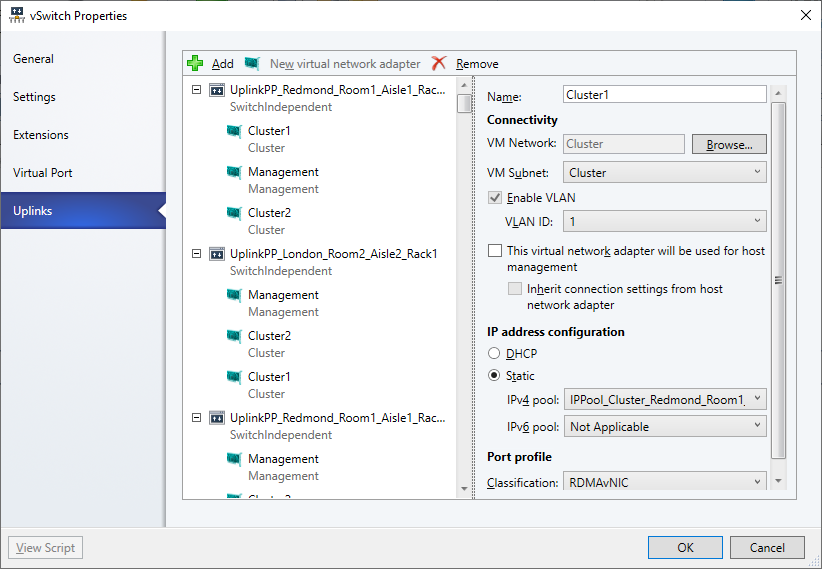 vSwitch Properties
General
Settings
Extensions
Virtual Port
Uplinks
Add New virtual network adapter Remove
UplinkPP_Redmond_Room1_Aisle1_Rac...
SwitchIndependent
Cluster1
Cluster
Management
Management
Cluster2
Cluster
UplinkPP_London_Room2_Aisle2_Rack1
SwitchIndependent
Management
Management
Cluster2
Cluster
Cluster1
Cluster
UplinkPP_Redmond_Room1_Aisle1_Rac...
SwitchIndependent
Management
Management
Name: Cluster1
Connectivity
VM Network: Cluster Browse...
VM Subnet: Cluster
Enable VLAN
VLAN ID: 1
This virtual network adapter will be used for host
management
Inherit connection settings from host
network adapter
IP address configuration
DHCP
Static
IPv4 pool: IPPool_Cluster_Redmond_Room1_
IPv6 pool: Not Applicable
Port profile
Classification: RDMAvNIC
View Script OK Cancel